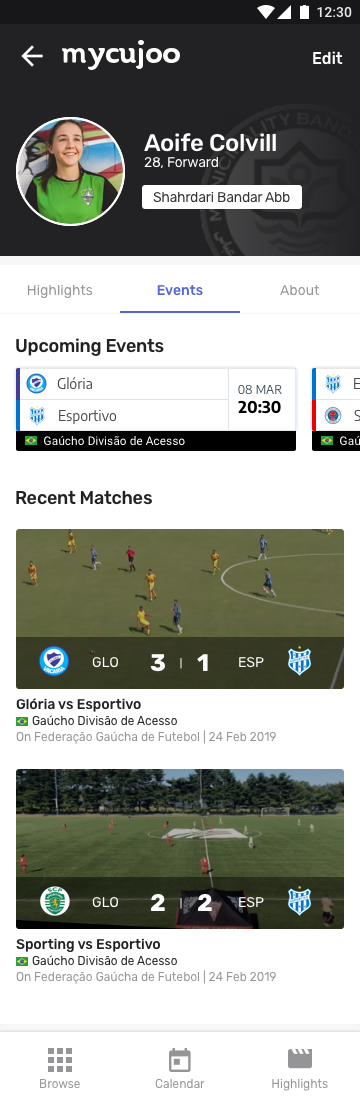 12:30
mycujoo
Edit
Aoife Colvill
28, Forward
Shahrdari Bandar Abb
Highlights
Events
About
Upcoming Events
Glória
Esportivo
08 MAR
20:30
Gaúcho Divisão de Acesso
E
S
Gaú
Recent Matches
GLO 3 | 1 ESP
Glória vs Esportivo
Gaúcho Divisão de Acesso
On Federação Gaúcha de Futebol | 24 Feb 2019
SCP
GLO 2 | 2 ESP
Sporting vs Esportivo
Gaúcho Divisão de Acesso
On Federação Gaúcha de Futebol | 24 Feb 2019
Browse
Calendar
Highlights